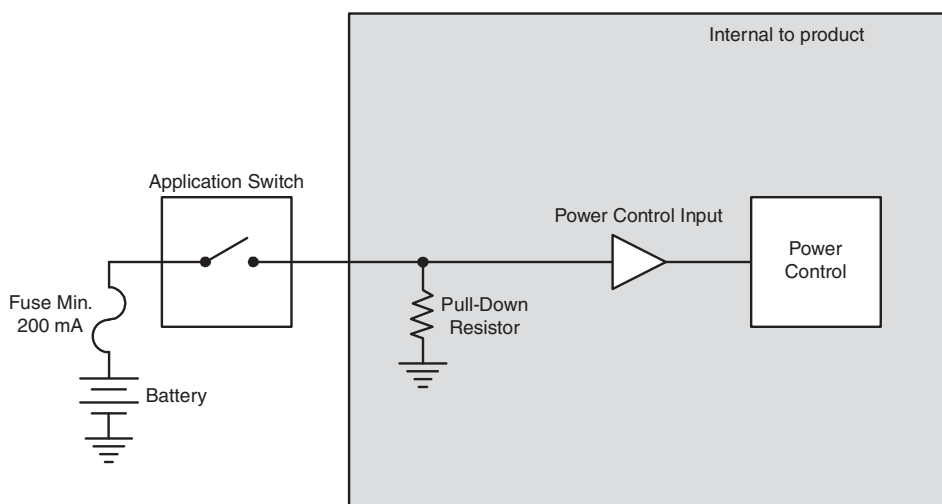 Internal to product
Application Switch
Power Control Input
Power
Control
Fuse Min.
200 mA
Pull-Down
Resistor
Battery